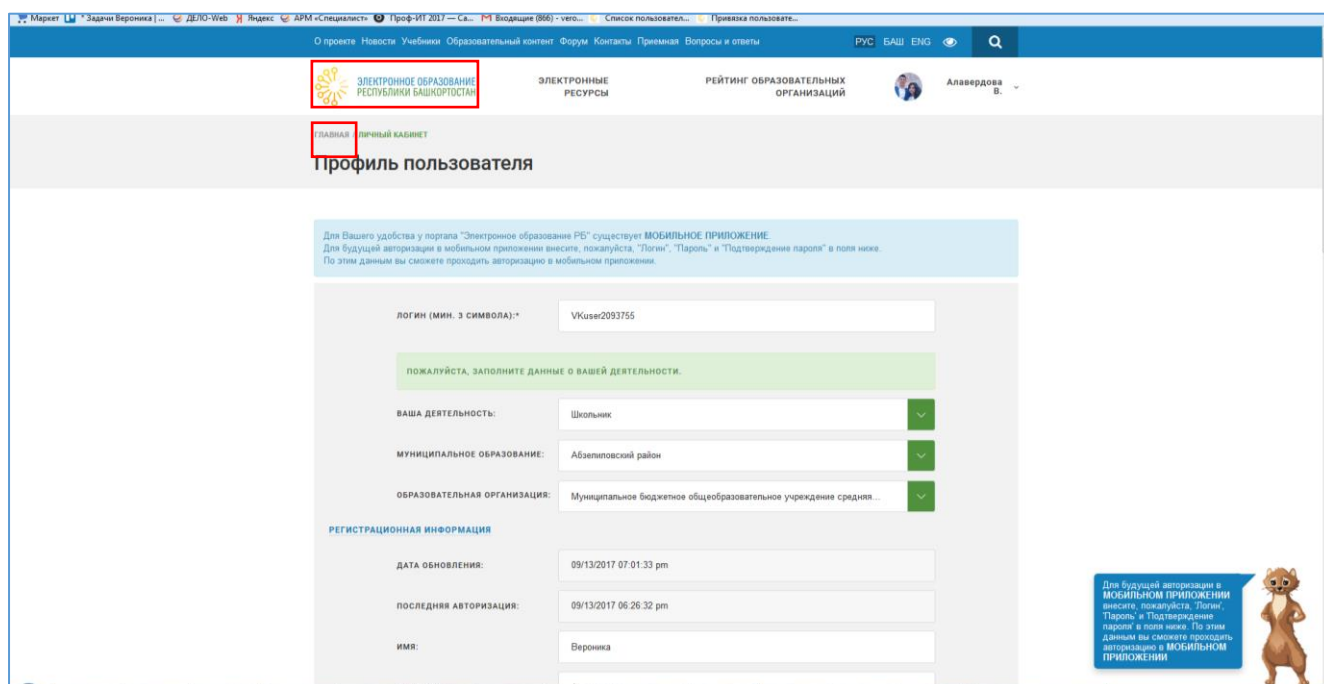 Маркет * Задачи Вероника | ... ДЕЛО-Web Яндекс АРМ «Специалист» Проф-ИТ 2017 — Са... Входящие (866) - vero... Список пользовател... Привязка пользовате...
О проекте Новости Учебники Образовательный контент Форум Контакты Приемная Вопросы и ответы РУС БАШ ENG
ЭЛЕКТРОННОЕ ОБРАЗОВАНИЕ
РЕСПУБЛИКИ БАШКОРТОСТАН
ЭЛЕКТРОННЫЕ
РЕСУРСЫ
РЕЙТИНГ ОБРАЗОВАТЕЛЬНЫХ
ОРГАНИЗАЦИЙ
Алавердова
В.
ГЛАВНАЯ / ЛИЧНЫЙ КАБИНЕТ
Профиль пользователя
Для Вашего удобства у портала "Электронное образование РБ" существует МОБИЛЬНОЕ ПРИЛОЖЕНИЕ
Для будущей авторизации в мобильном приложении внесите, пожалуйста, "Логин", "Пароль" и "Подтверждение пароля" в поля ниже.
По этим данным вы сможете проходить авторизацию в мобильном приложении.
ЛОГИН (МИН. 3 СИМВОЛА):* VKuser2093755
ПОЖАЛУЙСТА, ЗАПОЛНИТЕ ДАННЫЕ О ВАШЕЙ ДЕЯТЕЛЬНОСТИ.
ВАША ДЕЯТЕЛЬНОСТЬ: Школьник
МУНИЦИПАЛЬНОЕ ОБРАЗОВАНИЕ: Абзелиловский район
ОБРАЗОВАТЕЛЬНАЯ ОРГАНИЗАЦИЯ: Муниципальное бюджетное общеобразовательное учреждение средняя...
РЕГИСТРАЦИОННАЯ ИНФОРМАЦИЯ
ДАТА ОБНОВЛЕНИЯ: 09/13/2017 07:01:33 pm
ПОСЛЕДНЯЯ АВТОРИЗАЦИЯ: 09/13/2017 06:26:32 pm
ИМЯ: Вероника
Для будущей авторизации в
МОБИЛЬНОМ ПРИЛОЖЕНИИ
внесите, пожалуйста, 'Логин',
'Пароль' и 'Подтверждение
пароля' в поля ниже. По этим
данным вы сможете проходить
авторизацию в МОБИЛЬНОМ
ПРИЛОЖЕНИИ